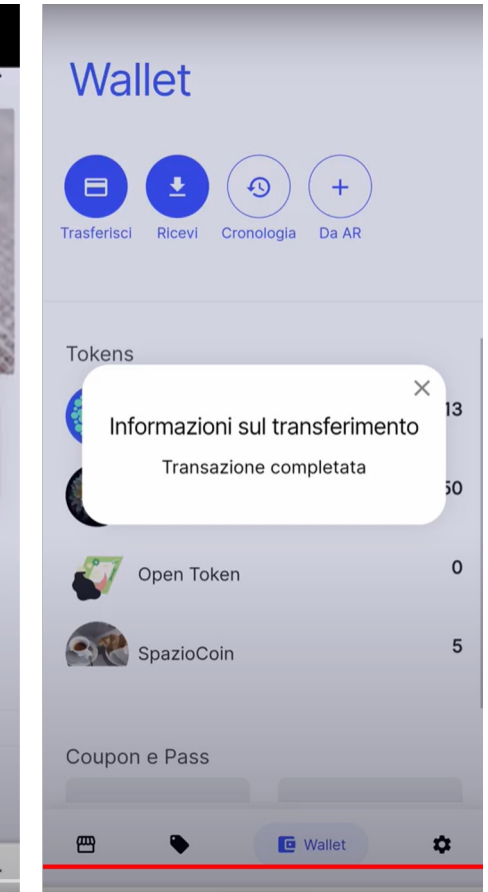 Wallet
Trasferisci
Ricevi
Cronologia
Da AR
Tokens
13
Informazioni sul transferimento
Transazione completata
50
Open Token
0
SpazioCoin
5
Coupon e Pass
Wallet